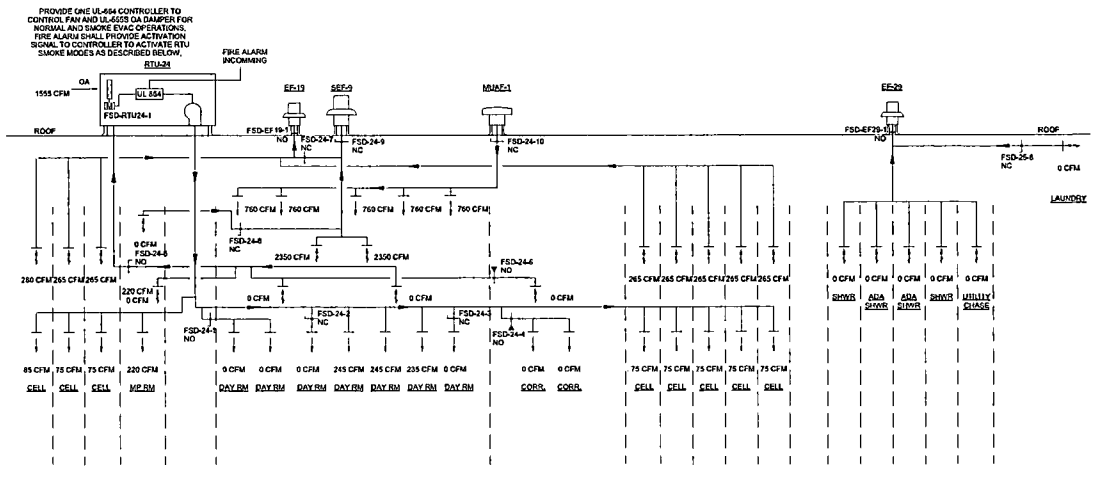 PROVIDE ONE UL-864 CONTROLLER TO
CONTROL FAN AND UL-555S OA DAMPER FOR
NORMAL AND SMOKE EVAC OPERATIONS.
FIRE ALARM SHALL PROVIDE ACTIVATION
SIGNAL TO CONTROLLER TO ACTIVATE RTU
SMOKE MODES AS DESCRIBED BELOW.
RTU-24
FIRE ALARM
INCOMMING
OA
1555 CFM
UL 864
M
FSD-RTU24-1
EF-19
SEF-9
MUAF-1
EF-29
ROOF
FSD-EF19-1
NO
FSD-24-7
NC
FSD-24-9
NC
FSD-24-10
NC
FSD-EF29-1
NO
ROOF
FSD-25-8
NC
0 CFM
LAUNDRY
760 CFM
760 CFM
760 CFM
760 CFM
760 CFM
0 CFM
FSD-24-5
NO
FSD-24-8
NC
2350 CFM
2350 CFM
FSD-24-6
NO
280 CFM
265 CFM
265 CFM
220 CFM
0 CFM
0 CFM
0 CFM
0 CFM
265 CFM
265 CFM
265 CFM
265 CFM
265 CFM
0 CFM
0 CFM
0 CFM
0 CFM
0 CFM
SHWR
ADA
SHWR
ADA
SHWR
SHWR
UTILITY
CHASE
FSD-24-1
NO
FSD-24-2
NC
FSD-24-3
NC
FSD-24-4
NO
85 CFM
75 CFM
75 CFM
220 CFM
0 CFM
0 CFM
0 CFM
245 CFM
245 CFM
235 CFM
0 CFM
0 CFM
0 CFM
75 CFM
75 CFM
75 CFM
75 CFM
75 CFM
CELL
CELL
CELL
MP RM
DAY RM
DAY RM
DAY RM
DAY RM
DAY RM
DAY RM
DAY RM
CORR.
CORR.
CELL
CELL
CELL
CELL
CELL